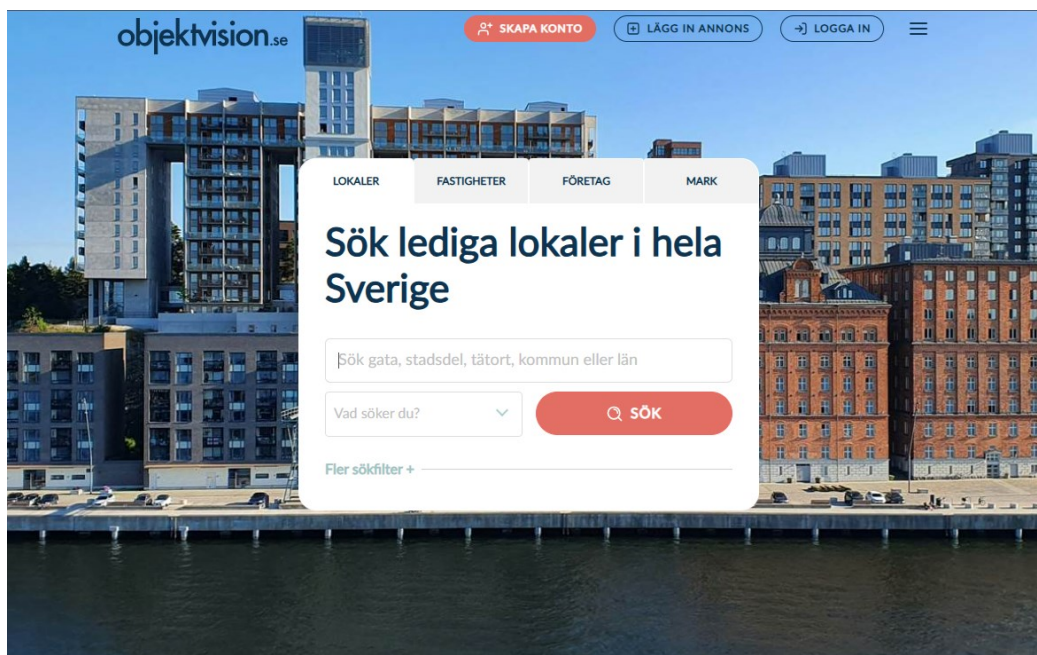 objektvision.se
SKAPA KONTO
LÄGG IN ANNONS
LOGGA IN
LOKALER
FASTIGHETER
FÖRETAG
MARK
Sök lediga lokaler i hela
Sverige
Sök gata, stadsdel, tätort, kommun eller län
Vad söker du?
SÖK
Fler sökfilter +